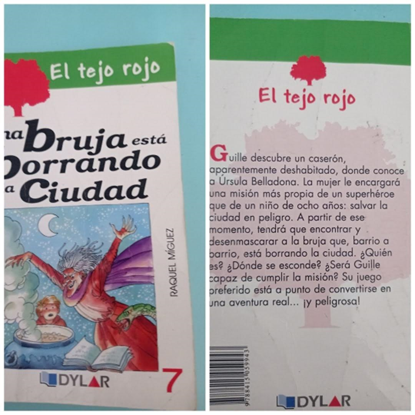 El tejo rojo
na bruja está
borrando
a Ciudad
RAQUEL MÍGUEZ
DYLAR
7
El tejo rojo
Guille descubre un caserón,
aparentemente deshabitado, donde conoce
a Úrsula Belladona. La mujer le encargará
una misión más propia de un superhéroe
que de un niño de ocho años: salvar la
ciudad en peligro. A partir de ese
momento, tendrá que encontrar y
desenmascarar a la bruja que, barrio a
barrio, está borrando la ciudad. ¿Quién
es? ¿Dónde se esconde? ¿Será Guille
capaz de cumplir la misión? Su juego
preferido está a punto de convertirse en
una aventura real... ¡y peligrosa!
DYLAR